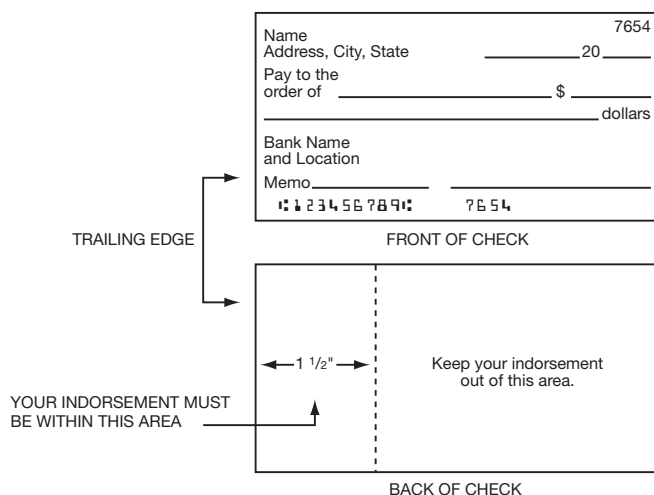 7654
Name
Address, City, State 20
Pay to the
order of $
dollars
Bank Name
and Location
Memo
⑆123456789⑆ 7654
TRAILING EDGE
FRONT OF CHECK
1 1/2"
Keep your indorsement
out of this area.
YOUR INDORSEMENT MUST
BE WITHIN THIS AREA
BACK OF CHECK